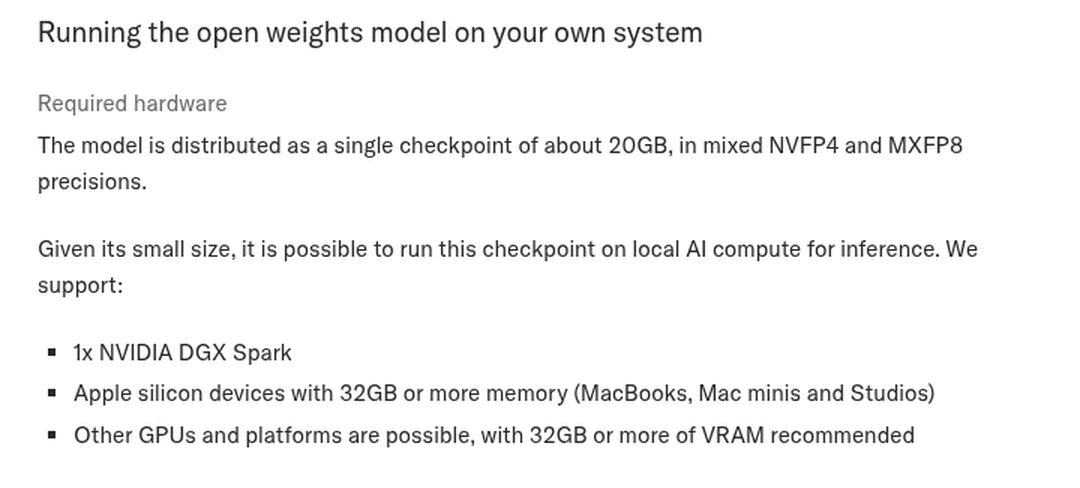 Running the open weights model on your own system
Required hardware
The model is distributed as a single checkpoint of about 20GB, in mixed NVFP4 and MXFP8
precisions.
Given its small size, it is possible to run this checkpoint on local AI compute for inference. We
support:
▪ 1x NVIDIA DGX Spark
▪ Apple silicon devices with 32GB or more memory (MacBooks, Mac minis and Studios)
▪ Other GPUs and platforms are possible, with 32GB or more of VRAM recommended